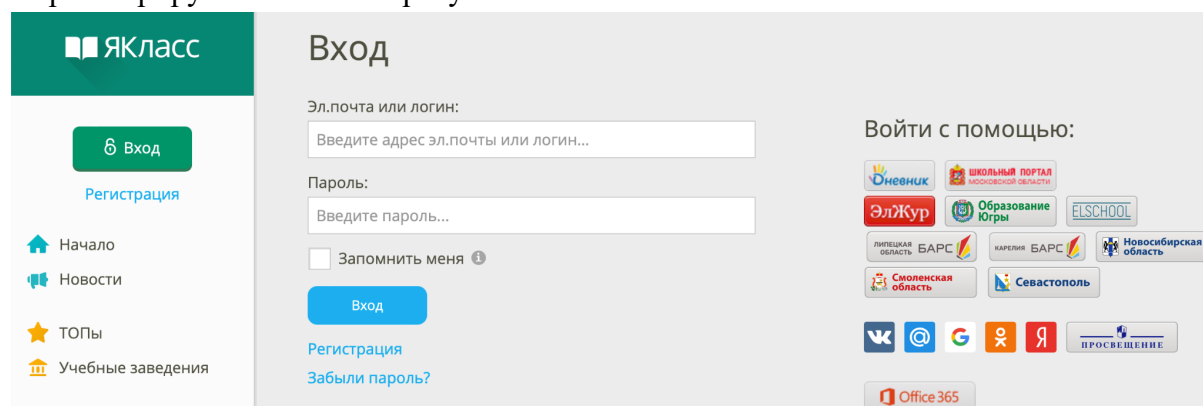 ЯКласс
Вход
Регистрация
Начало
Новости
ТОПы
Учебные заведения
Вход
Эл.почта или логин:
Введите адрес эл.почты или логин...
Пароль:
Введите пароль...
Запомнить меня
Вход
Регистрация
Забыли пароль?
Войти с помощью:
Дневник
ШКОЛЬНЫЙ ПОРТАЛ
МОСКОВСКОЙ ОБЛАСТИ
ЭлЖур
Образование
Югры
ELSCHOOL
ЛИПЕЦКАЯ
ОБЛАСТЬ БАРС
КАРЕЛИЯ БАРС
Новосибирская
область
Смоленская
область
Севастополь
Я
ПРОСВЕЩЕНИЕ
Office 365